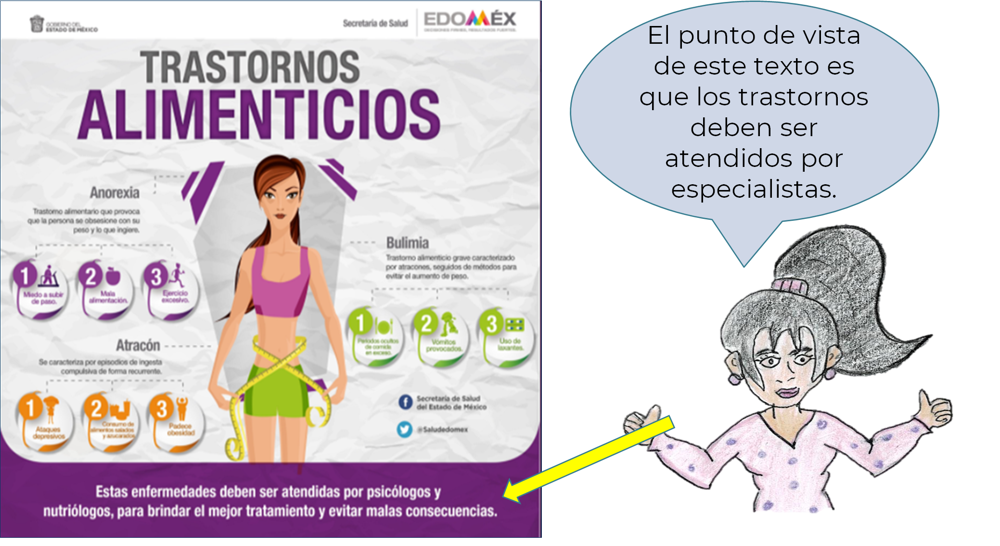 GOBIERNO DEL
ESTADO DE MÉXICO
Secretaría de Salud
EDOMÉX
DECISIONES FIRMES, RESULTADOS FUERTES.
TRASTORNOS
ALIMENTICIOS
Anorexia
Trastorno alimentario que provoca
que la persona se obsesione con su
peso y lo que ingiere.
1
Miedo a subir
de paso.
2
Mala
alimentación.
3
Ejercicio
excesivo.
Bulimia
Trastorno alimenticio grave caracterizado
por atracones, seguidos de métodos para
evitar el aumento de peso.
1
Periodos ocultos
de comida
en exceso.
2
Vómitos
provocados.
3
Uso de
laxantes.
Atracón
Se caracteriza por episodios de ingesta
compulsiva de forma recurrente.
1
Ataques
depresivos
2
Consumo de
alimentos salados
y azucarados
3
Padece
obesidad
Secretaría de Salud
del Estado de México
@Saludedomex
Estas enfermedades deben ser atendidas por psicólogos y
nutriólogos, para brindar el mejor tratamiento y evitar malas consecuencias.
El punto de vista
de este texto es
que los trastornos
deben ser
atendidos por
especialistas.